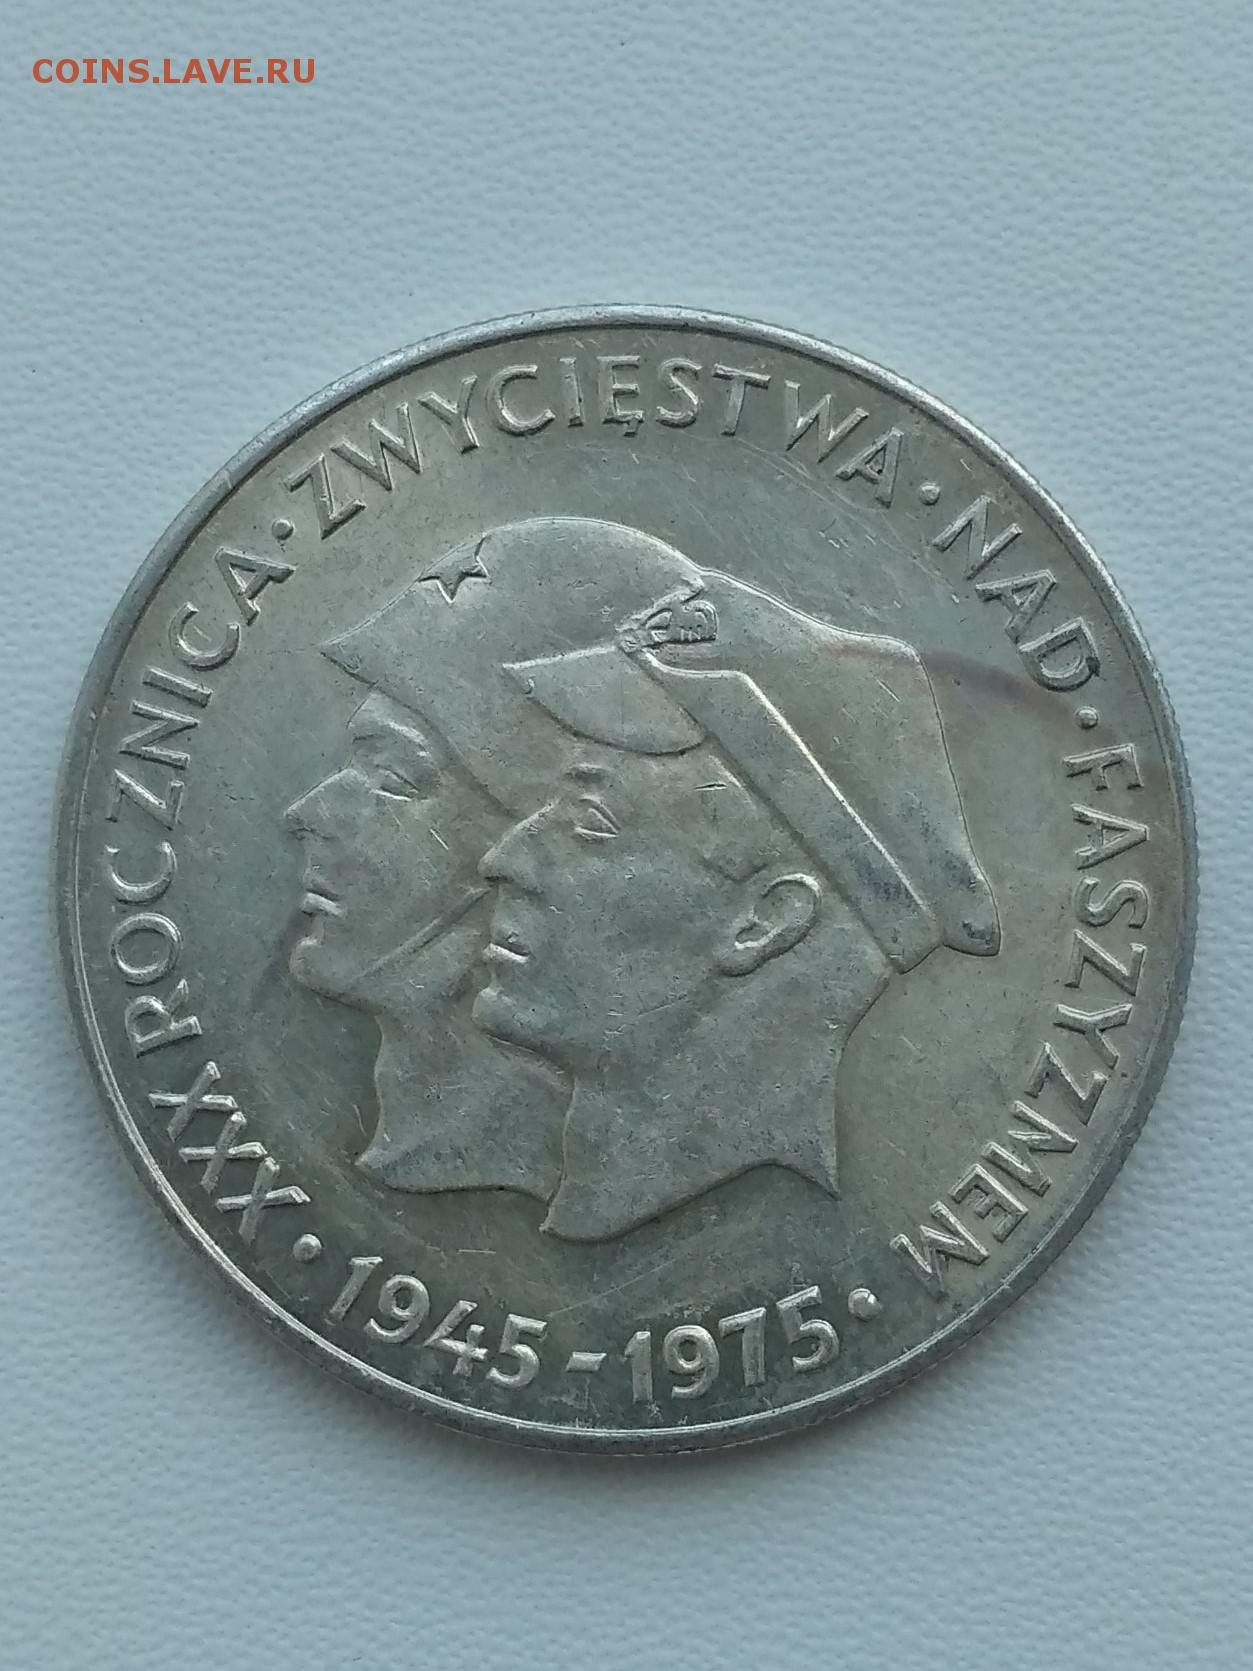 COINS.LAVE.RU
XXX ROCZNICA · ZWYCIĘSTWA · NAD · FASZYZMEM
· 1945 - 1975 ·